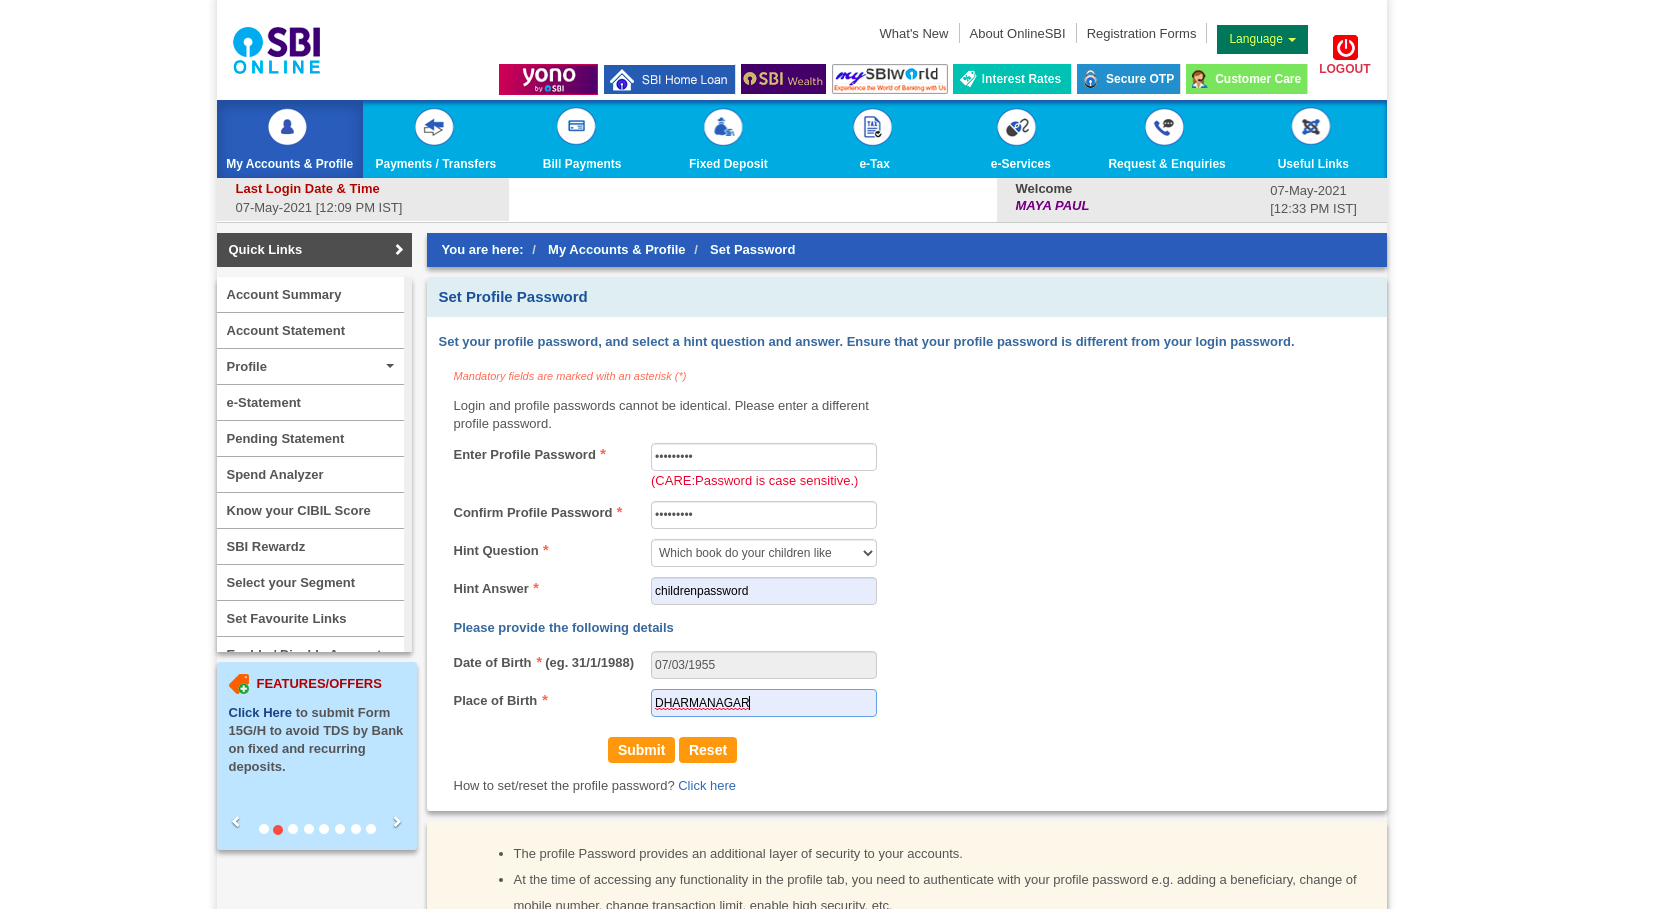 What's New
About OnlineSBI
Registration Forms
Language
LOGOUT
SBI
ONLINE
yono
by SBI
SBI Home Loan
SBI Wealth
mySBIWorld
Experience the World of Banking with Us
Interest Rates
Secure OTP
Customer Care
My Accounts & Profile
Payments / Transfers
Bill Payments
Fixed Deposit
e-Tax
e-Services
Request & Enquiries
Useful Links
Last Login Date & Time
07-May-2021 [12:09 PM IST]
Welcome
MAYA PAUL
07-May-2021
[12:33 PM IST]
Quick Links
You are here: / My Accounts & Profile / Set Password
Account Summary
Account Statement
Profile
e-Statement
Pending Statement
Spend Analyzer
Know your CIBIL Score
SBI Rewardz
Select your Segment
Set Favourite Links
FEATURES/OFFERS
Click Here to submit Form
15G/H to avoid TDS by Bank
on fixed and recurring
deposits.
Set Profile Password
Set your profile password, and select a hint question and answer. Ensure that your profile password is different from your login password.
Mandatory fields are marked with an asterisk (*)
Login and profile passwords cannot be identical. Please enter a different
profile password.
Enter Profile Password * •••••••••
(CARE:Password is case sensitive.)
Confirm Profile Password * •••••••••
Hint Question * Which book do your children like
Hint Answer * childrenpassword
Please provide the following details
Date of Birth * (eg. 31/1/1988) 07/03/1955
Place of Birth * DHARMANAGAR
Submit Reset
How to set/reset the profile password? Click here
• The profile Password provides an additional layer of security to your accounts.
• At the time of accessing any functionality in the profile tab, you need to authenticate with your profile password e.g. adding a beneficiary, change of
mobile number, change transaction limit, enable high security, etc.